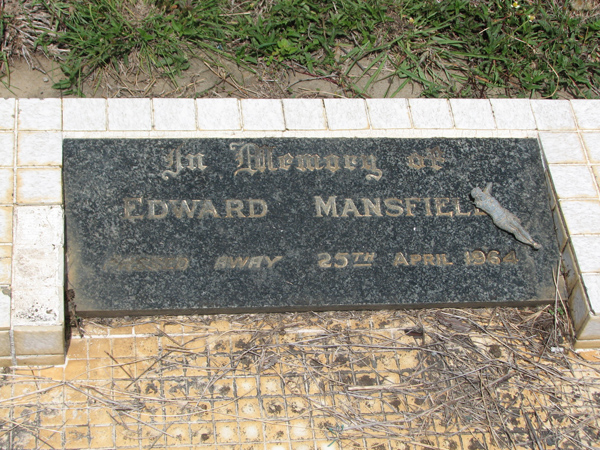 In Memory of
EDWARD MANSFIELD
PASSED AWAY 25TH APRIL 1964